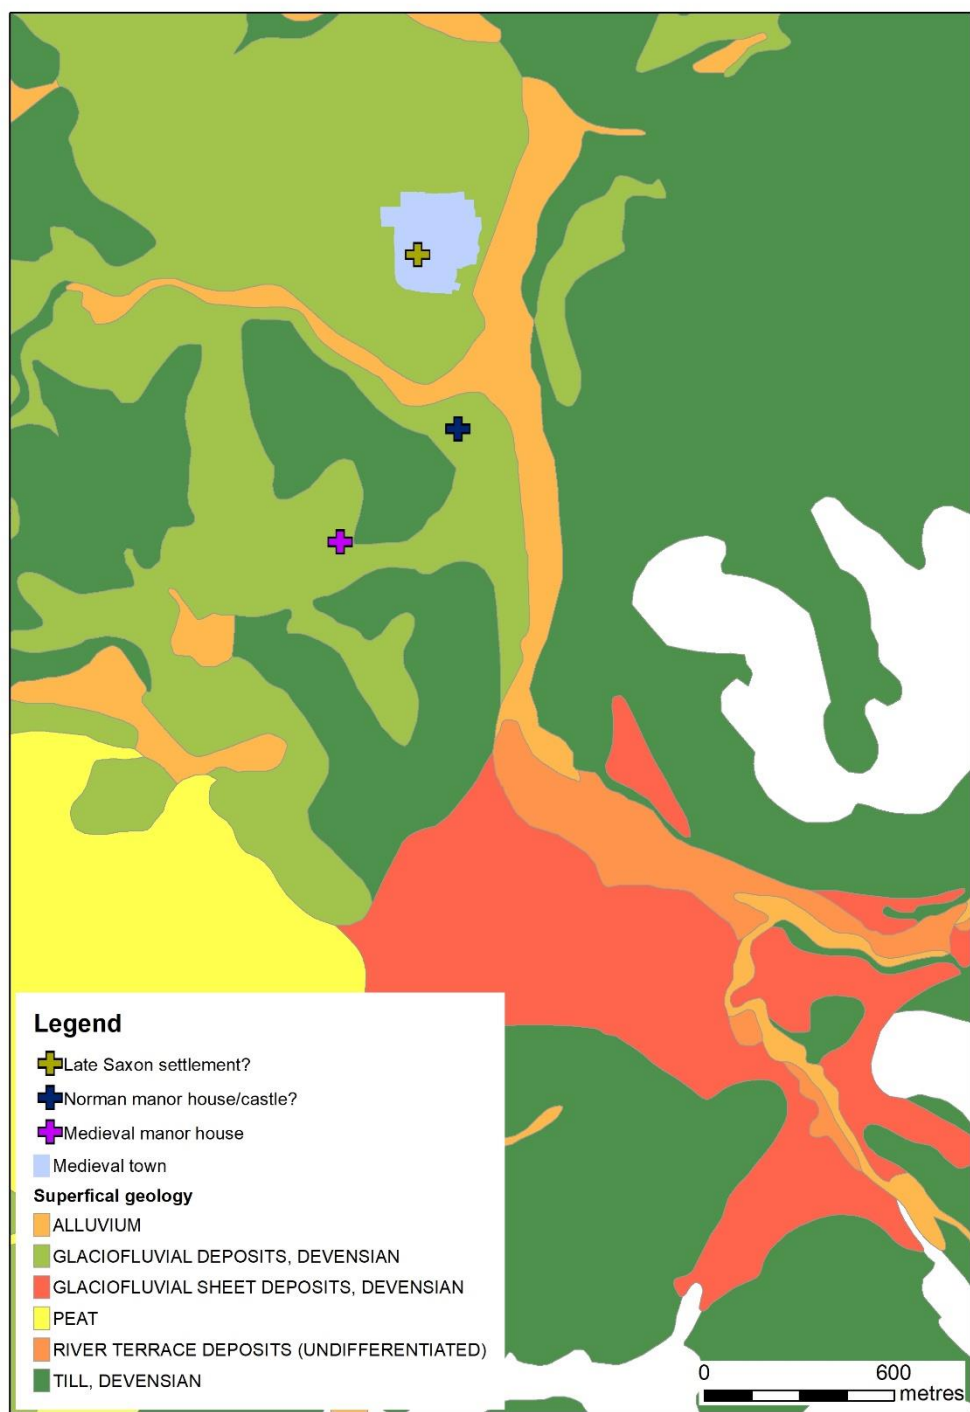 Legend
Late Saxon settlement?
Norman manor house/castle?
Medieval manor house
Medieval town
Superfical geology
ALLUVIUM
GLACIOFLUVIAL DEPOSITS, DEVENSIAN
GLACIOFLUVIAL SHEET DEPOSITS, DEVENSIAN
PEAT
RIVER TERRACE DEPOSITS (UNDIFFERENTIATED)
TILL, DEVENSIAN
0 600
metres